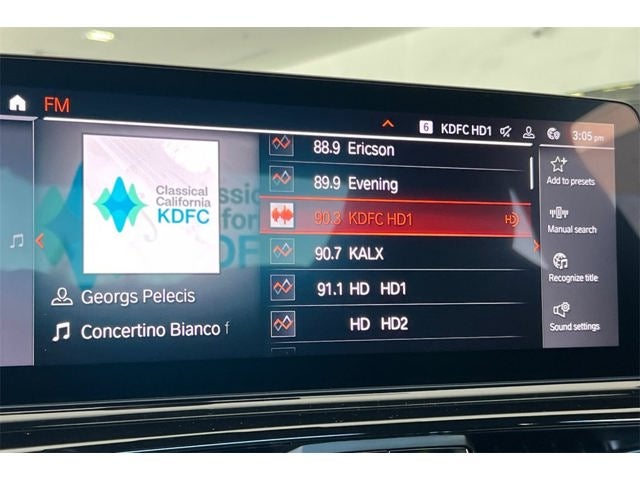 FM
6 KDFC HD1
3:05 pm
Classical
California
KDFC
Georgs Pelecis
Concertino Bianco f
88.9 Ericson
89.9 Evening
90.3 KDFC HD1 HD
90.7 KALX
91.1 HD HD1
HD HD2
Add to presets
Manual search
Recognize title
Sound settings